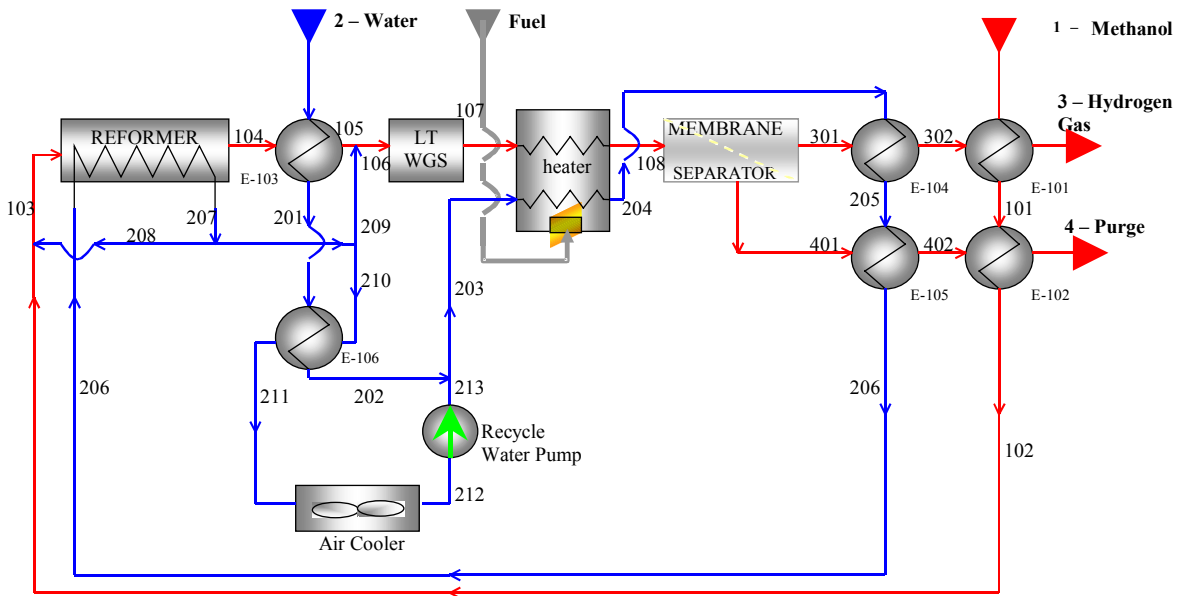 2 – Water
Fuel
1 – Methanol
3 – Hydrogen
Gas
107
REFORMER
104
105
LT
WGS
106
heater
MEMBRANE
SEPARATOR
108
301
302
E-103
E-104
E-101
103
207
201
209
204
205
101
208
4 – Purge
401
402
210
203
E-105
E-102
E-106
206
211
202
213
206
Recycle
Water Pump
102
212
Air Cooler